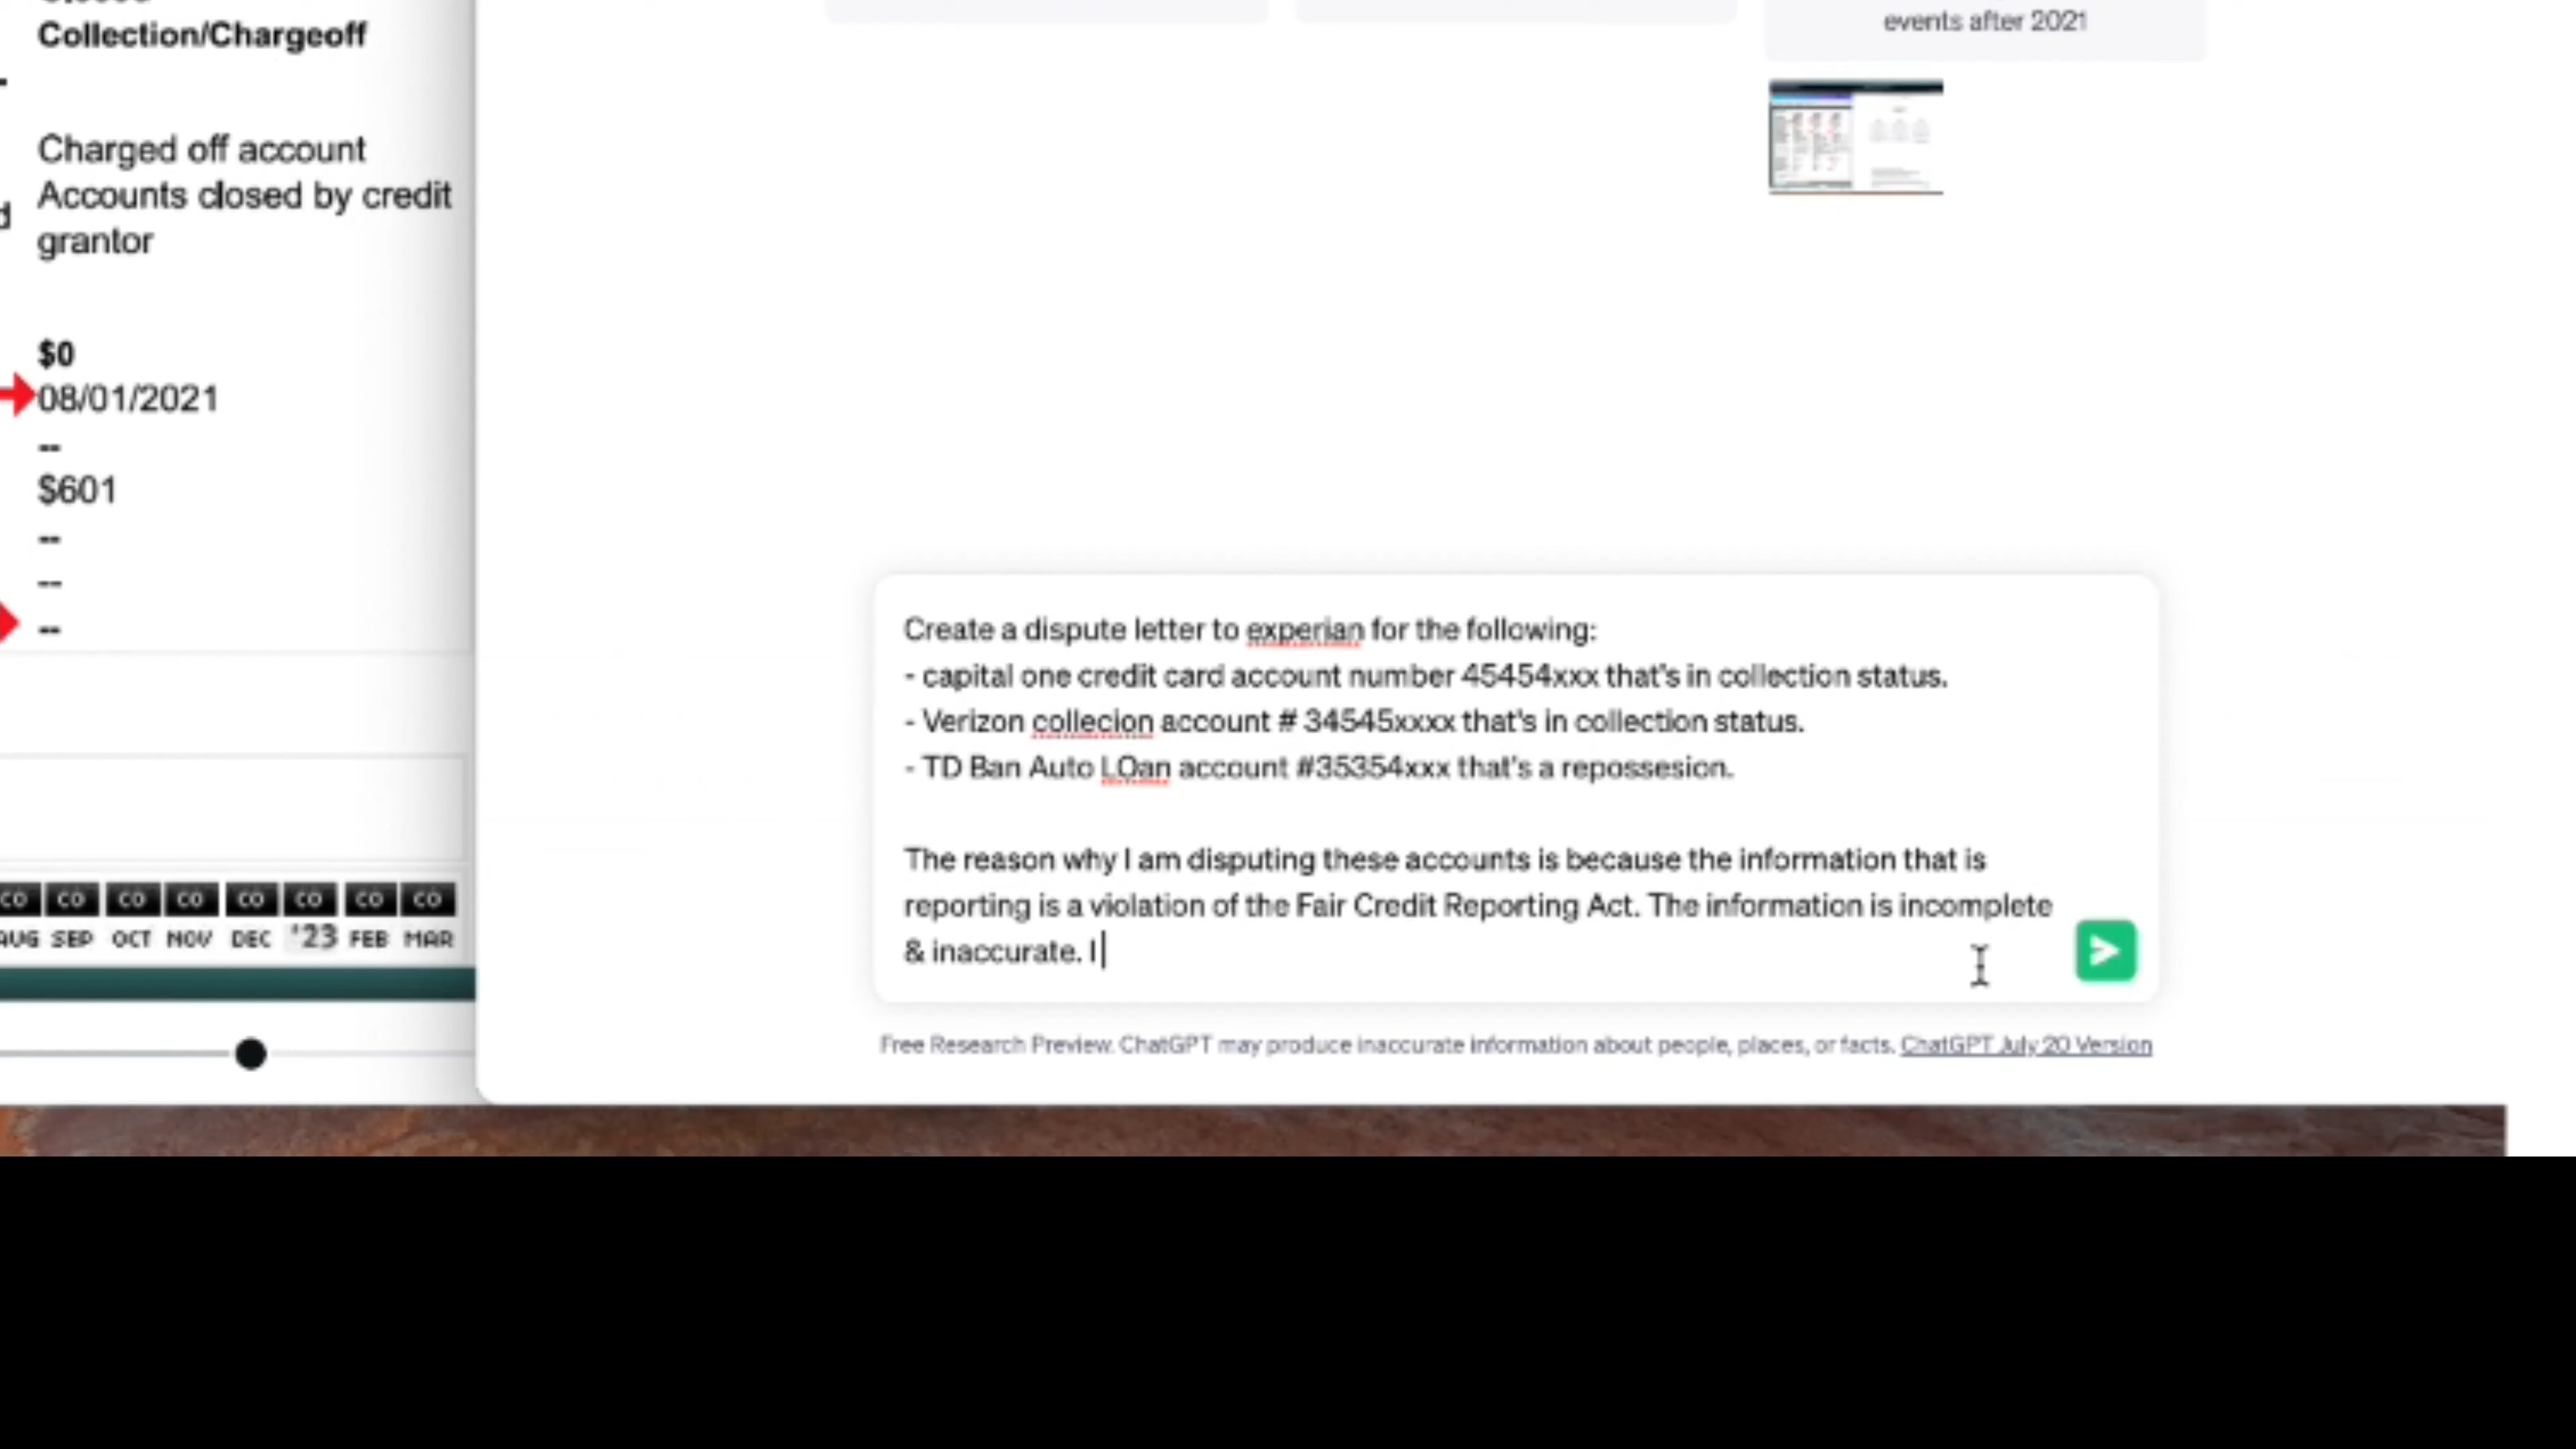 Collection/Chargeoff
Charged off account
Accounts closed by credit
grantor
$0
08/01/2021
--
$601
--
--
--
CO CO CO CO CO CO CO CO
AUG SEP OCT NOV DEC '23 FEB MAR
events after 2021
Create a dispute letter to experian for the following:
- capital one credit card account number 45454xxx that's in collection status.
- Verizon collecion account # 34545xxxx that's in collection status.
- TD Ban Auto LOan account #35354xxx that's a repossesion.
The reason why I am disputing these accounts is because the information that is
reporting is a violation of the Fair Credit Reporting Act. The information is incomplete
& inaccurate. I
Free Research Preview. ChatGPT may produce inaccurate information about people, places, or facts. ChatGPT July 20 Version